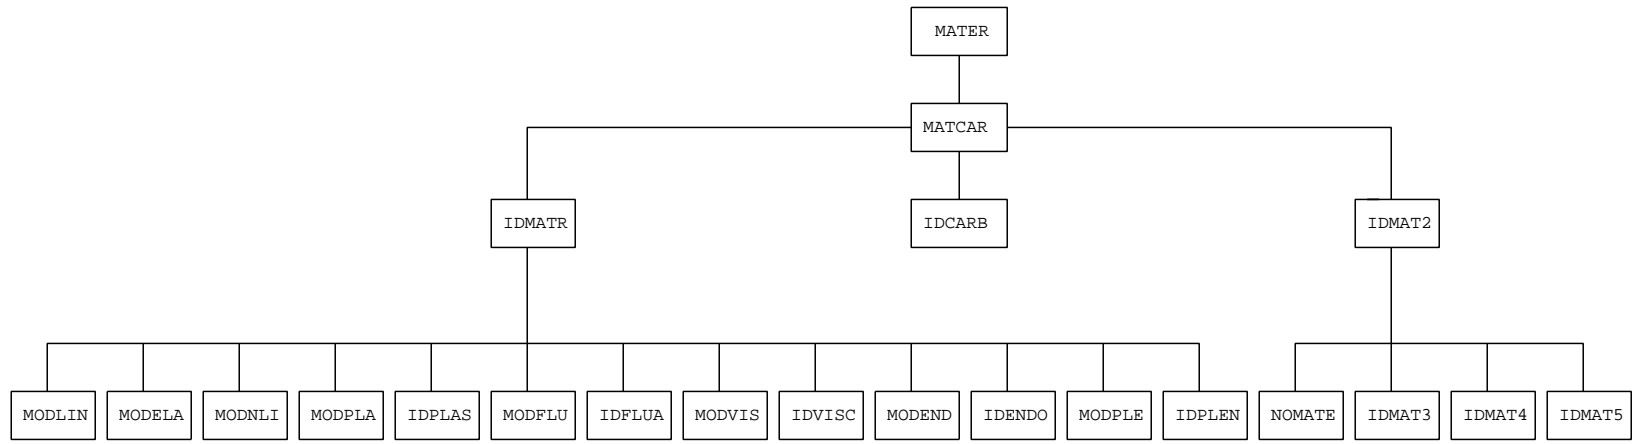 MATER
MATCAR
IDMATR IDCARB IDMAT2
MODLIN MODELA MODNLI MODPLA IDPLAS MODFLU IDFLUA MODVIS IDVISC MODEND IDENDO MODPLE IDPLEN NOMATE IDMAT3 IDMAT4 IDMAT5